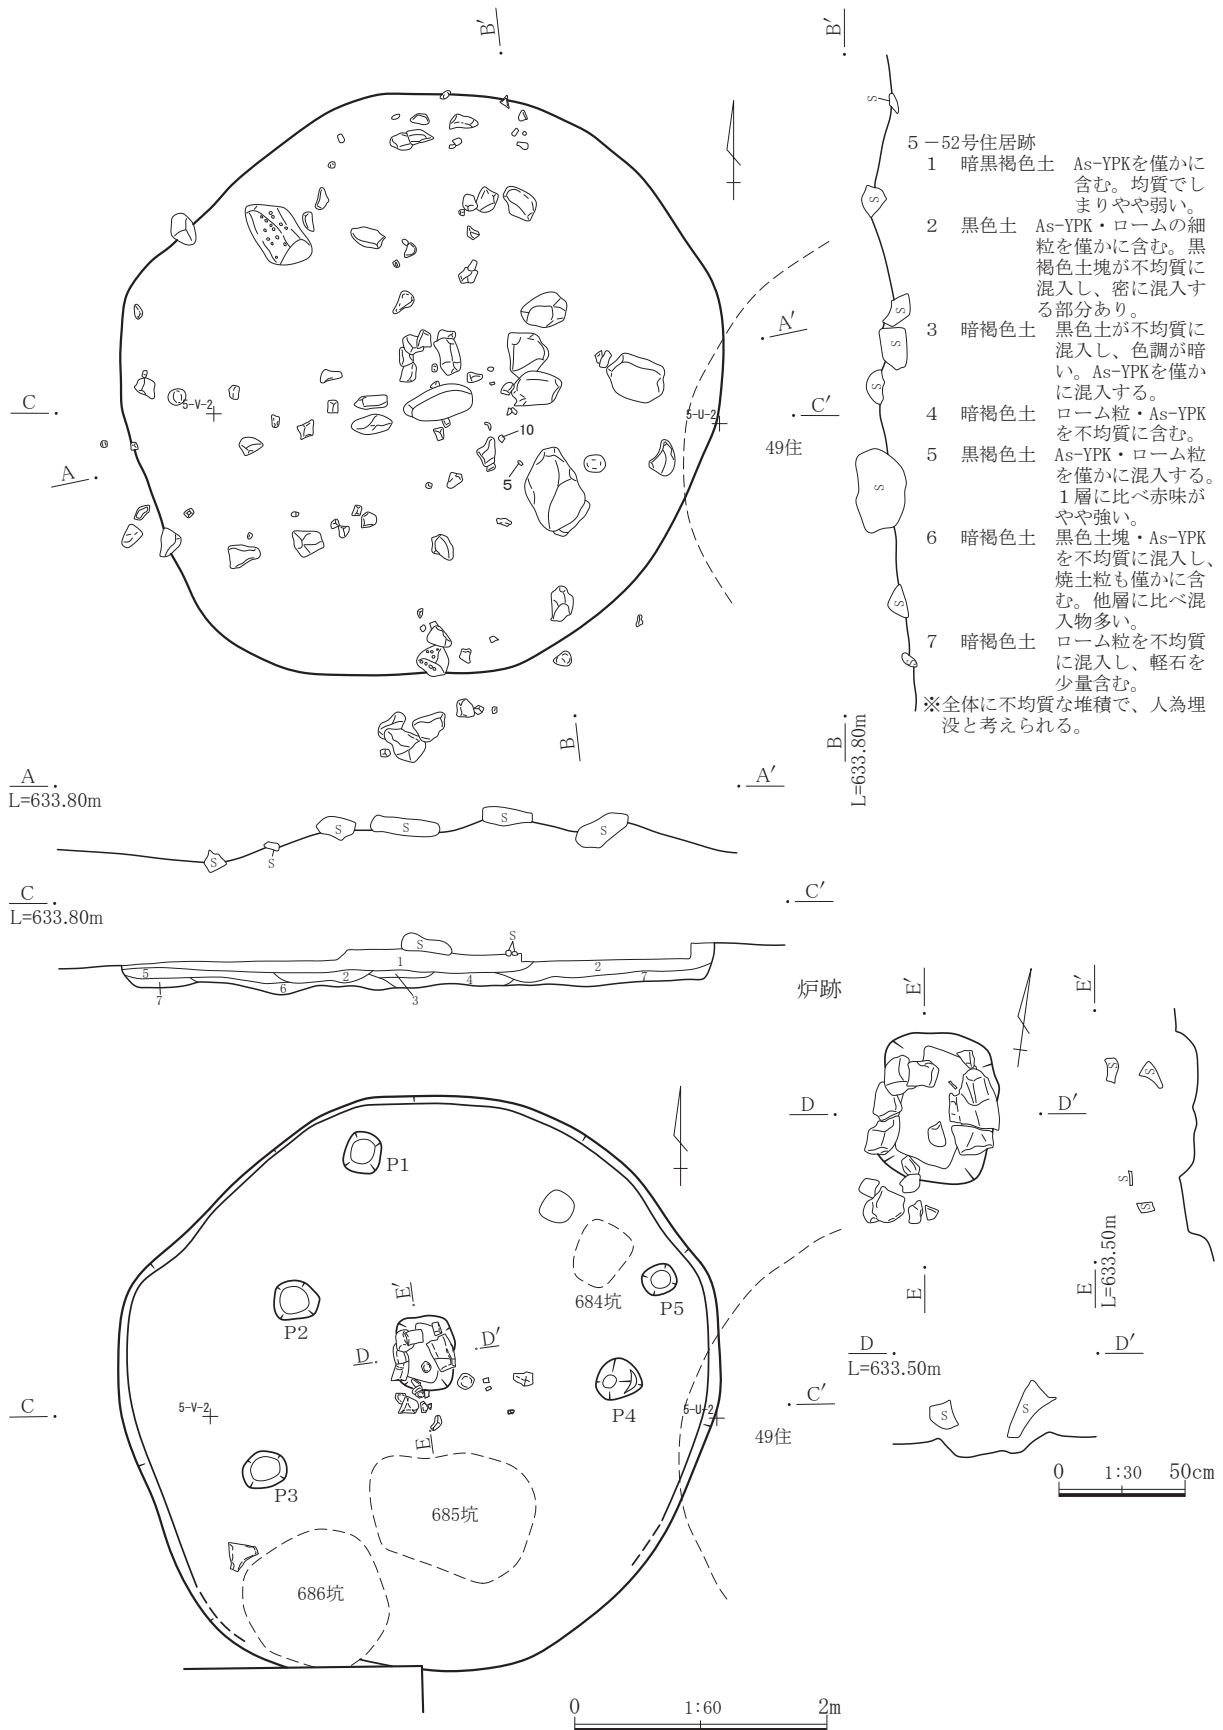 B′
B′
5－52号住居跡
1　暗黒褐色土　As-YPKを僅かに
含む。均質でし
まりやや弱い。
2　黒色土　As-YPK・ロームの細
粒を僅かに含む。黒
褐色土塊が不均質に
混入し、密に混入す
る部分あり。
3　暗褐色土　黒色土が不均質に
混入し、色調が暗
い。As-YPKを僅か
に混入する。
4　暗褐色土　ローム粒・As-YPK
を不均質に含む。
5　黒褐色土　As-YPK・ローム粒
を僅かに混入する。
1層に比べ赤味が
やや強い。
6　暗褐色土　黒色土塊・As-YPK
を不均質に混入し、
焼土粒も僅かに含
む。他層に比べ混
入物多い。
7　暗褐色土　ローム粒を不均質
に混入し、軽石を
少量含む。
※全体に不均質な堆積で、人為埋
没と考えられる。
A′
C
5-V-2
5-U-2
C′
49住
A
10
5
B
B
L=633.80m
S
S
S
S
S
S
S
S
A
L=633.80m
A′
S
S
S
S
S
S
C
L=633.80m
C′
S
S
1
2
5
2
4
7
7
6
3
炉跡
E′
E′
D
D′
S
S
S
S
E
E
L=633.50m
D
L=633.50m
D′
S
S
0　1:30　50cm
P1
P2
P3
P4
P5
684坑
685坑
686坑
E′
D
D′
E
C
5-V-2
5-U-2
C′
49住
0　1:60　2m